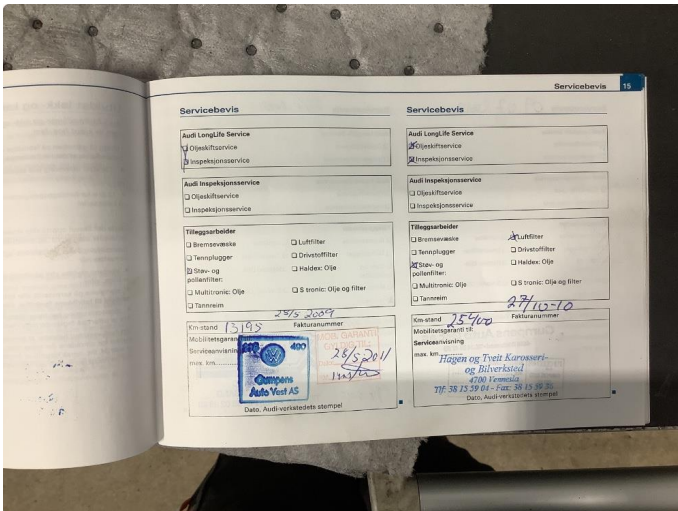 Servicebevis 15
Servicebevis
Audi LongLife Service
Oljeskiftservice
Inspeksjonsservice
Audi Inspeksjonsservice
Oljeskiftservice
Inspeksjonsservice
Tilleggsarbeider
Bremsevæske
Luftfilter
Tennplugger
Drivstoffilter
Støv- og
pollenfilter:
Haldex: Olje
Multitronic: Olje
S tronic: Olje og filter
Tannreim
25/5 2009
Km-stand 13195
Fakturanummer
Mobilitetsgaranti til:
Serviceanvisning
max. km
MOB. GARANTI
400
28/5 2011
Gumpens
Auto Vest AS
Dato, Audi-verkstedets stempel
Servicebevis
Audi LongLife Service
Oljeskiftservice
Inspeksjonsservice
Audi Inspeksjonsservice
Oljeskiftservice
Inspeksjonsservice
Tilleggsarbeider
Bremsevæske
Luftfilter
Tennplugger
Drivstoffilter
Støv- og
pollenfilter:
Haldex: Olje
Multitronic: Olje
S tronic: Olje og filter
Tannreim
27/10-10
Km-stand 25400
Fakturanummer
Mobilitetsgaranti til:
Serviceanvisning
max. km
Hagen og Tveit Karosseri-
og Bilverksted
4700 Vennesla
Tlf: 38 15 59 04 - Fax: 38 15
Dato, Audi-verkstedets stempel